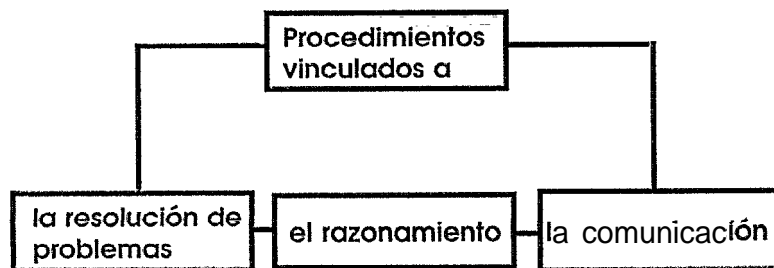 Procedimientos
vinculados a
la resolución de
problemas
el razonamiento
la comunicación